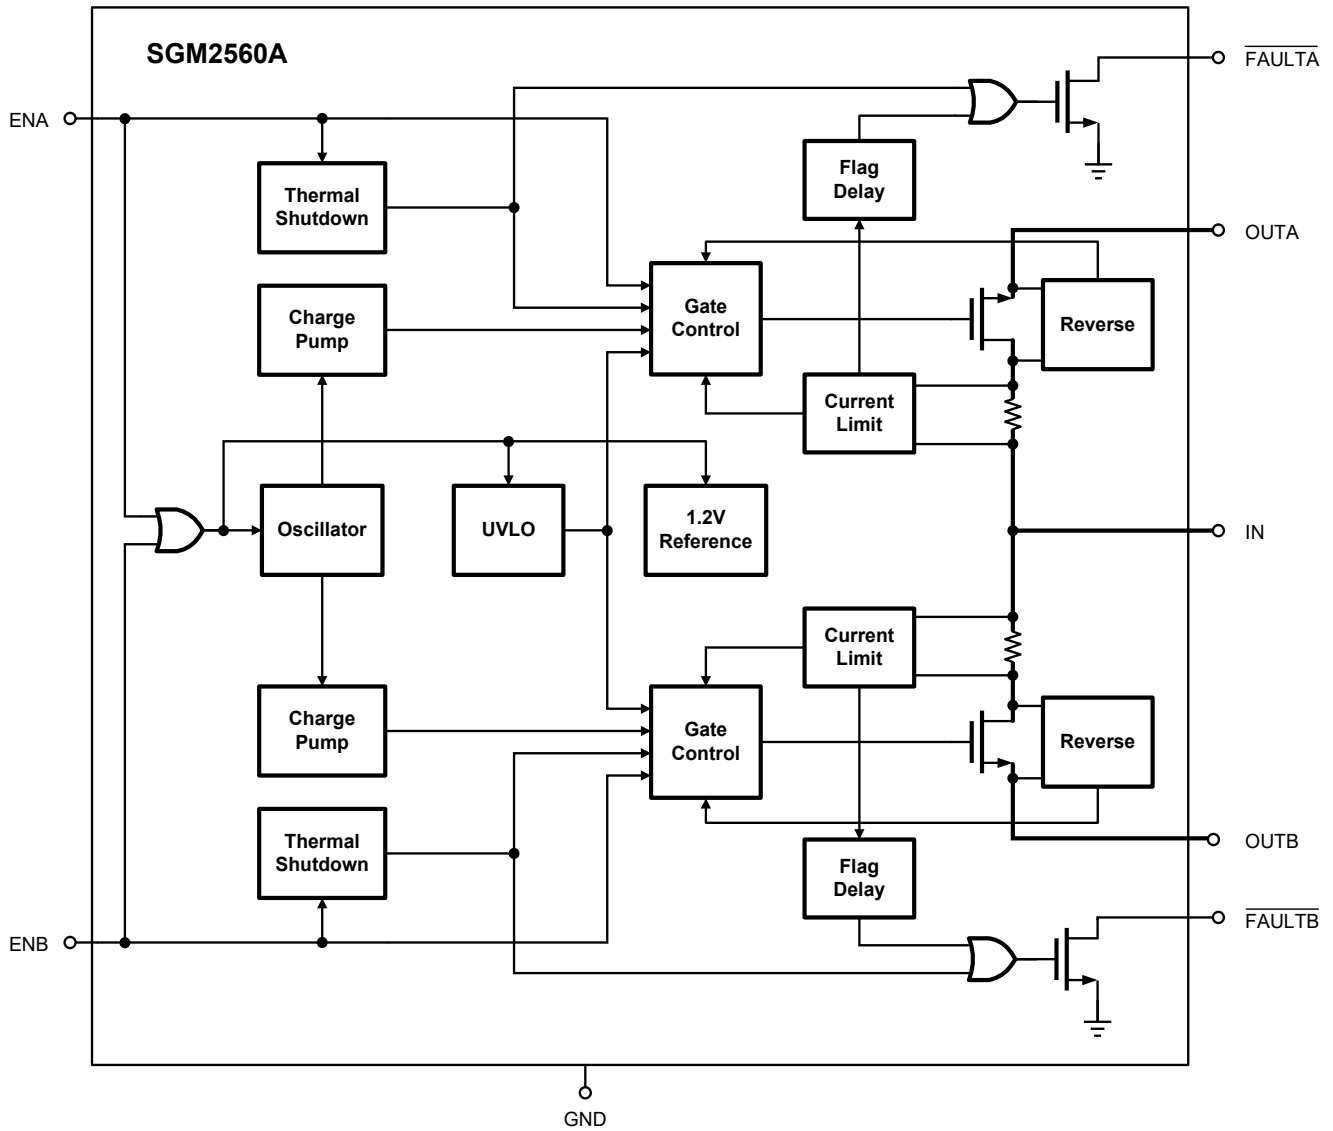 SGM2560A
FAULTA
ENA
Flag
Delay
Thermal
Shutdown
OUTA
Gate
Control
Charge
Pump
Reverse
Current
Limit
Oscillator
UVLO
1.2V
Reference
IN
Current
Limit
Charge
Pump
Gate
Control
Reverse
Thermal
Shutdown
OUTB
Flag
Delay
FAULTB
ENB
GND